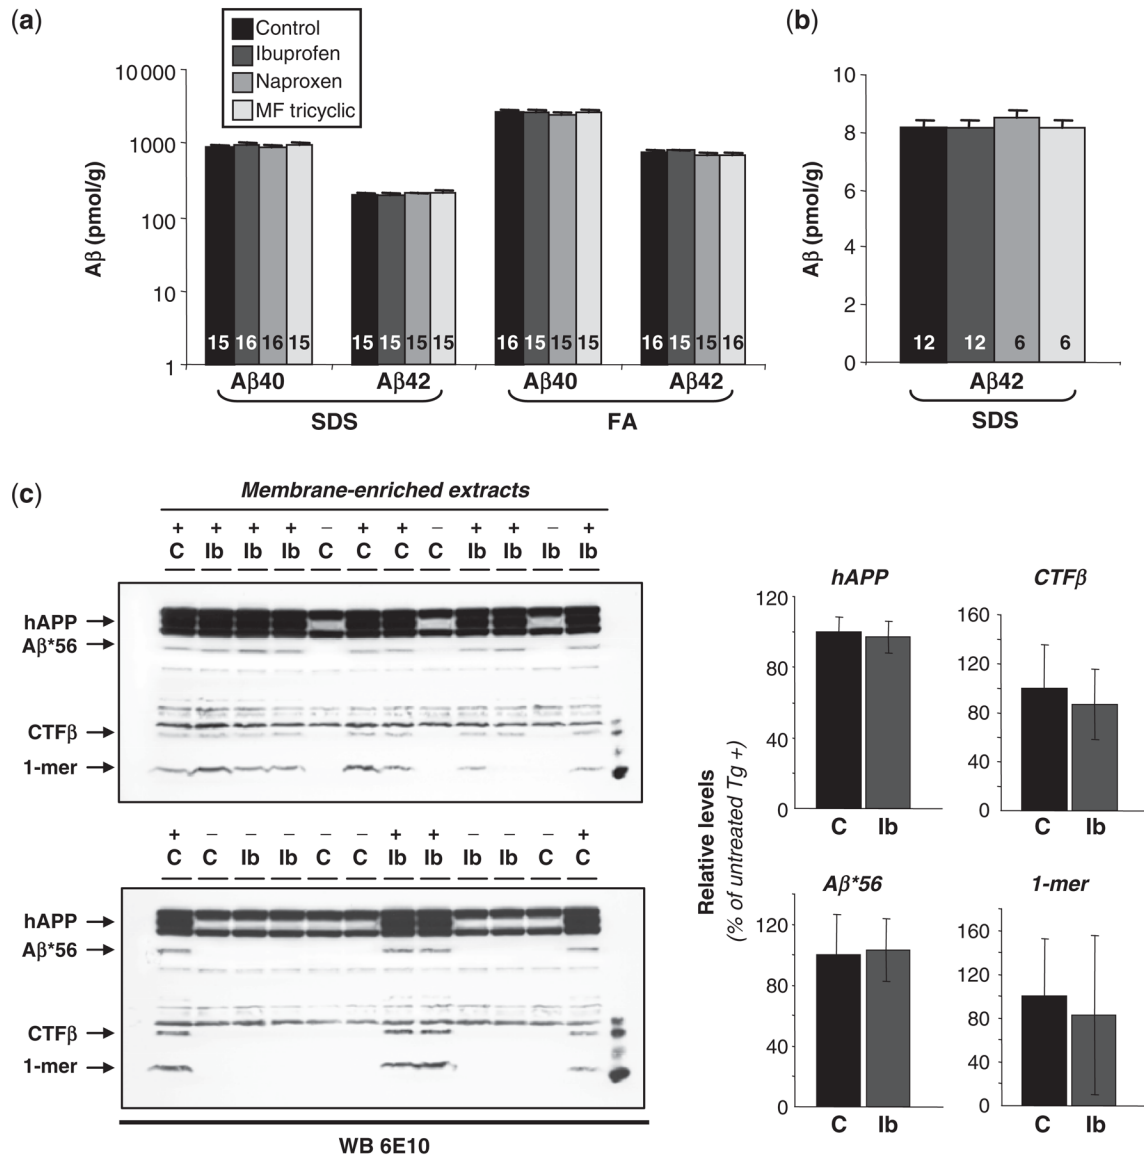 (a)
Control
Ibuprofen
Naproxen
MF tricyclic
Aβ (pmol/g)
10 000
1000
100
10
1
15 16 16 15 15 15 15 15 16 15 15 15 16 15 15 16
Aβ40 Aβ42 Aβ40 Aβ42
SDS FA
(b)
Aβ (pmol/g)
10
8
6
4
2
0
12 12 6 6
Aβ42
SDS
(c)
Membrane-enriched extracts
+ + + + – + + – + + – +
C Ib Ib Ib C C C C Ib Ib Ib Ib
hAPP
Aβ*56
CTFβ
1-mer
+ – – – – – + + – – – +
C C Ib Ib C C Ib Ib Ib Ib C C
hAPP
Aβ*56
CTFβ
1-mer
WB 6E10
Relative levels
(% of untreated Tg +)
hAPP
120
80
40
0
C Ib
CTFβ
160
120
80
40
0
C Ib
Aβ*56
120
80
40
0
C Ib
1-mer
160
120
80
40
0
C Ib